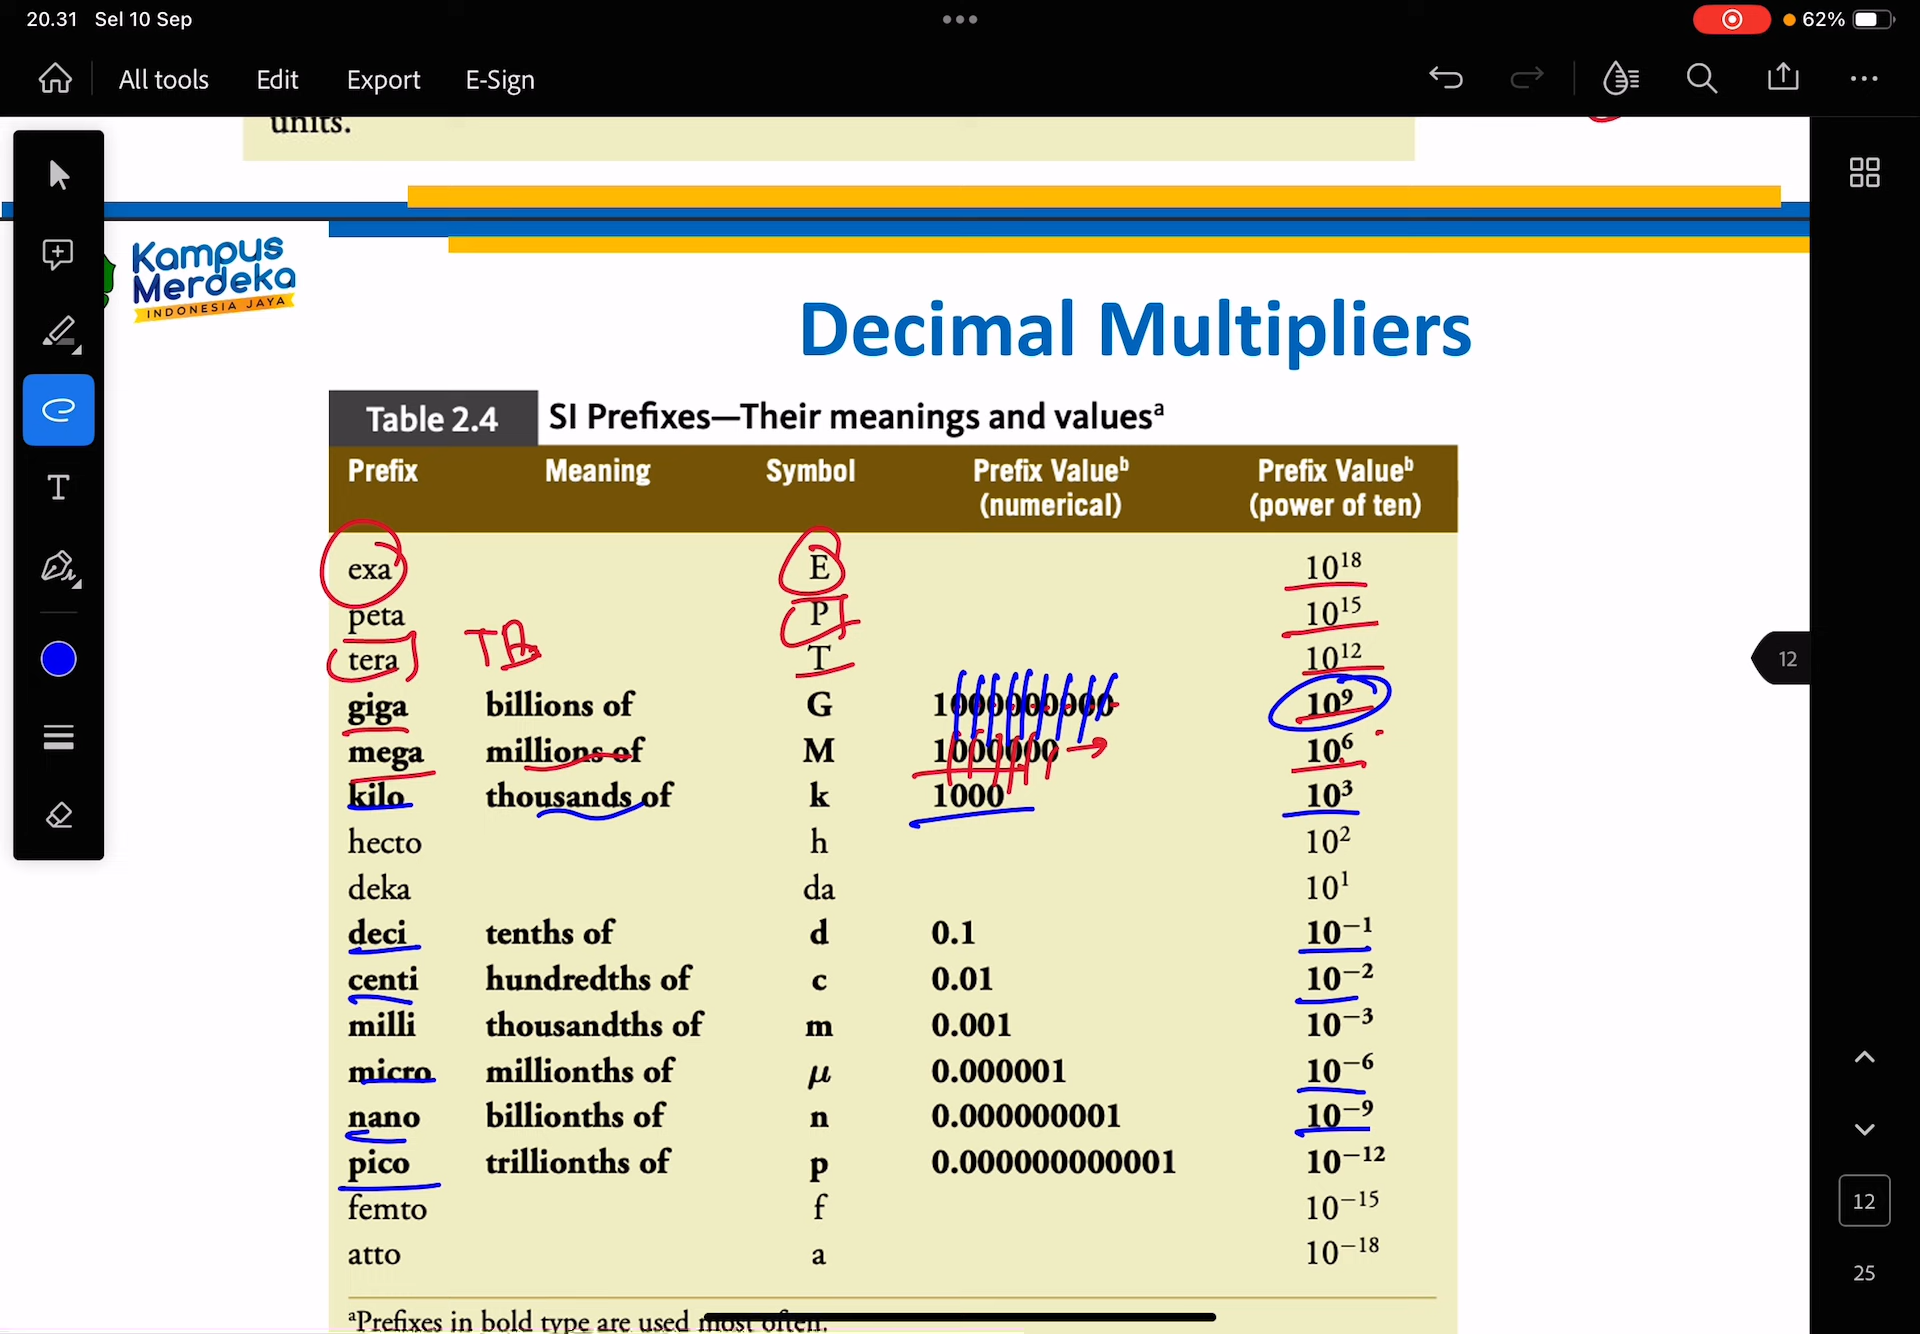 20.31 Sel 10 Sep
62%
All tools Edit Export E-Sign
units.
Kampus
Merdeka
INDONESIA JAYA
Decimal Multipliers
Table 2.4 SI Prefixes—Their meanings and valuesᵃ
Prefix Meaning Symbol Prefix Valueᵇ (numerical) Prefix Valueᵇ (power of ten)
exa E 10¹⁸
peta P 10¹⁵
tera TB T 10¹²
giga billions of G 1000000000 10⁹
mega millions of M 1000000 10⁶
kilo thousands of k 1000 10³
hecto h 10²
deka da 10¹
deci tenths of d 0.1 10⁻¹
centi hundredths of c 0.01 10⁻²
milli thousandths of m 0.001 10⁻³
micro millionths of μ 0.000001 10⁻⁶
nano billionths of n 0.000000001 10⁻⁹
pico trillionths of p 0.000000000001 10⁻¹²
femto f 10⁻¹⁵
atto a 10⁻¹⁸
ᵃPrefixes in bold type are used most often.
12
12
25